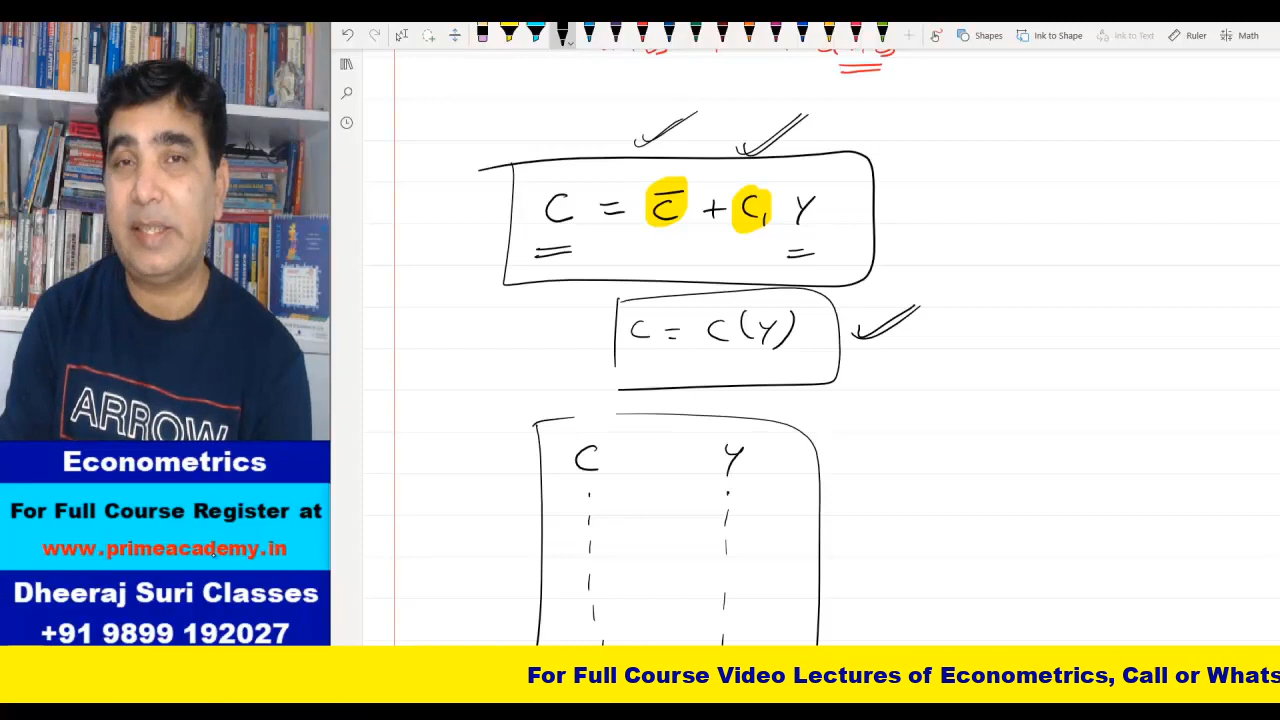 Ink to Shape
Shapes
Ink to Text
Ruler
Math
C = C̅ + C₁ Y
C = C(Y)
C Y
ARROW
Econometrics
For Full Course Register at
www.primeacademy.in
Dheeraj Suri Classes
+91 9899 192027
For Full Course Video Lectures of Econometrics, Call or Whats